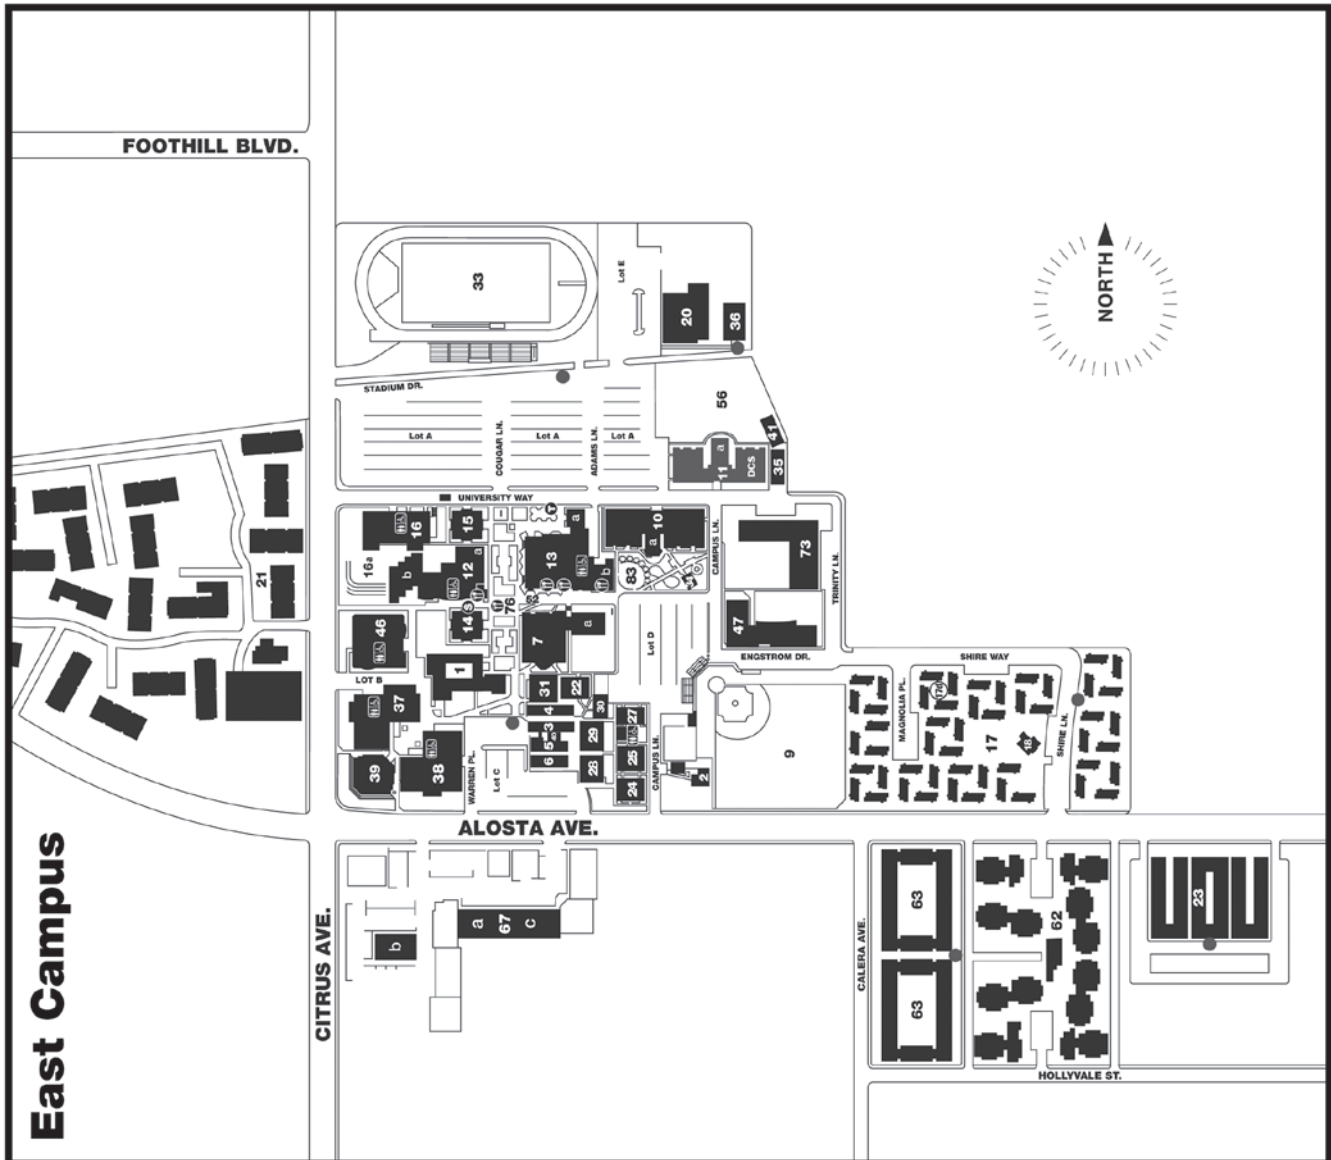 FOOTHILL BLVD.
33
Lot E
20
36
NORTH
STADIUM DR.
56
Lot A
COUGAR LN.
Lot A
ADAMS LN.
Lot A
41
a
11
DCS
35
UNIVERSITY WAY
16
15
T
a
10
a
CAMPUS LN.
73
TRINITY LN.
16a
b
12
a
13
b
83
21
S
14
76
46
7
a
Lot D
47
ENGSTROM DR.
SHIRE WAY
LOT B
1
37
31
22
4
30
3
27
29
5
6
28
25
24
CAMPUS LN.
2
9
MAGNOLIA PL.
17
18
SHIRE LN.
39
38
WARREN PL.
Lot C
ALOSTA AVE.
East Campus
CITRUS AVE.
a
67
c
b
CALERA AVE.
63
63
62
23
HOLLYVALE ST.